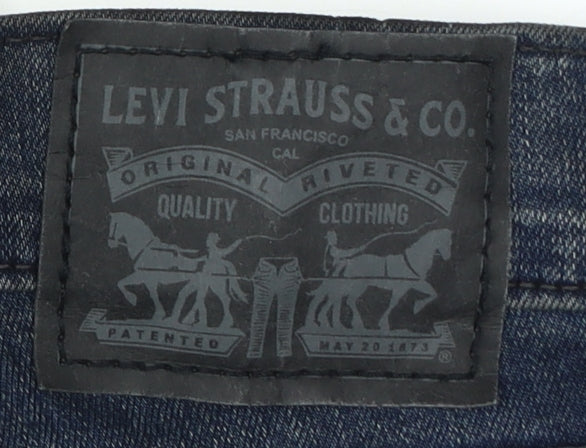 LEVI STRAUSS & CO.
SAN FRANCISCO
CAL
ORIGINAL RIVETED
QUALITY CLOTHING
PATENTED MAY 20 1873 ®